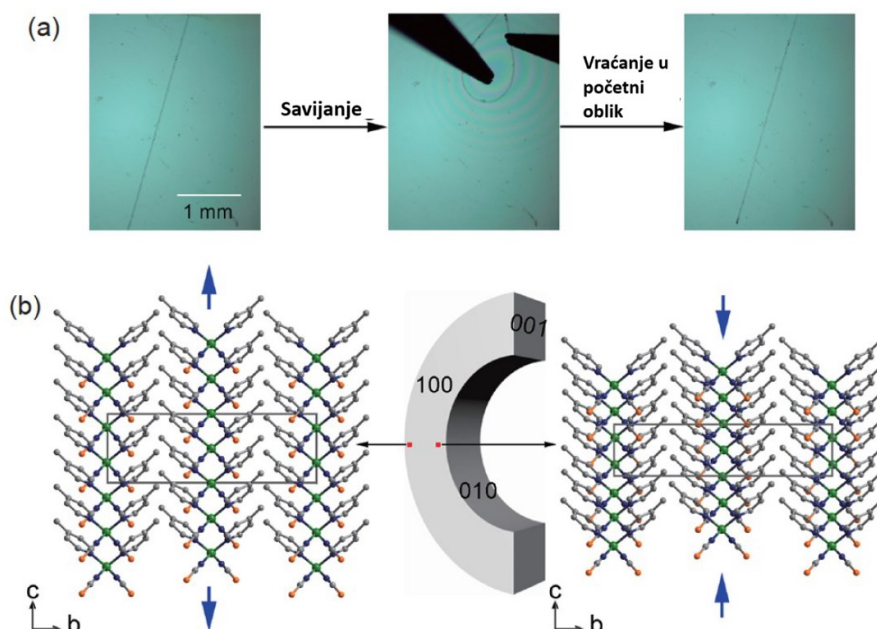 (a)
Savijanje
Vraćanje u
početni
oblik
1 mm
(b)
001
100
010
c
b
c
b